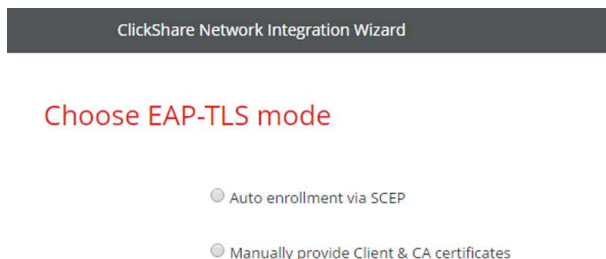 ClickShare Network Integration Wizard
Choose EAP-TLS mode
Auto enrollment via SCEP
Manually provide Client & CA certificates